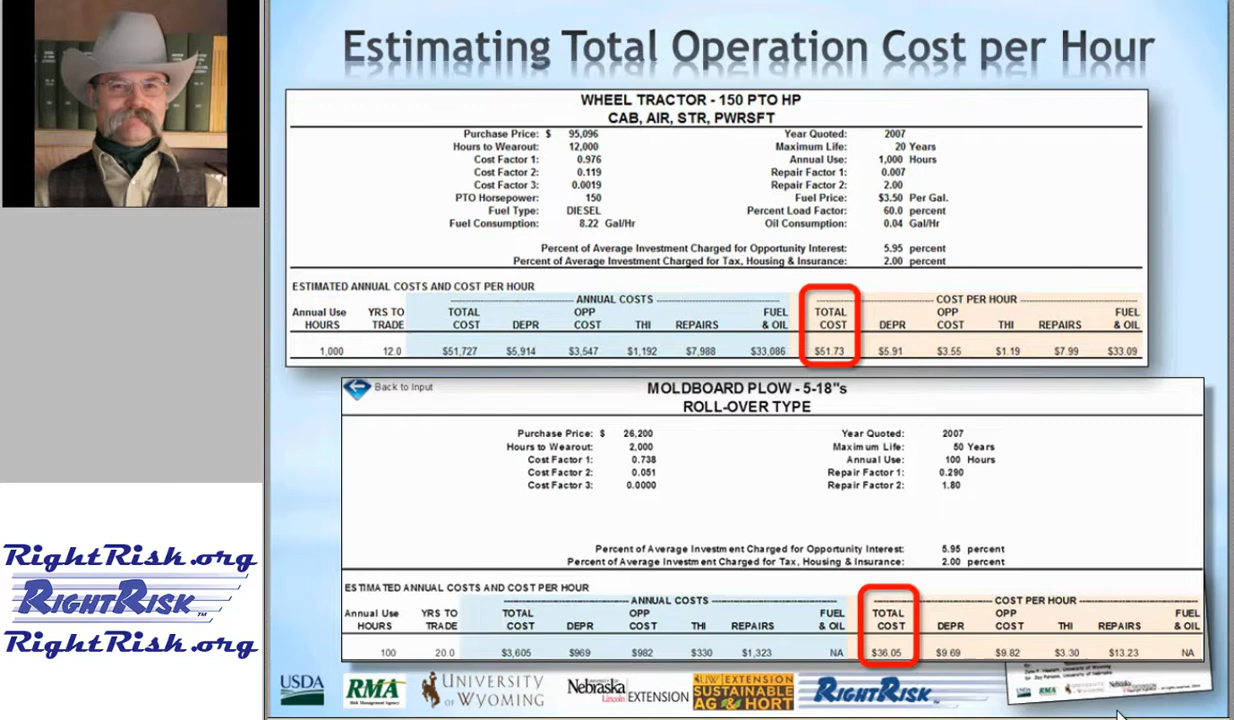 Estimating Total Operation Cost per Hour
WHEEL TRACTOR - 150 PTO HP
CAB, AIR, STR, PWRSFT
Purchase Price: $ 95,096 Year Quoted: 2007
Hours to Wearout: 12,000 Maximum Life: 20 Years
Cost Factor 1: 0.976 Annual Use: 1,000 Hours
Cost Factor 2: 0.119 Repair Factor 1: 0.007
Cost Factor 3: 0.0019 Repair Factor 2: 2.00
PTO Horsepower: 150 Fuel Price: $3.50 Per Gal.
Fuel Type: DIESEL Percent Load Factor: 60.0 percent
Fuel Consumption: 8.22 Gal/Hr Oil Consumption: 0.04 Gal/Hr
Percent of Average Investment Charged for Opportunity Interest: 5.95 percent
Percent of Average Investment Charged for Tax, Housing & Insurance: 2.00 percent
ESTIMATED ANNUAL COSTS AND COST PER HOUR
ANNUAL COSTS COST PER HOUR
Annual Use YRS TO TOTAL OPP FUEL TOTAL OPP FUEL
HOURS TRADE COST DEPR COST THI REPAIRS & OIL COST DEPR COST THI REPAIRS & OIL
1,000 12.0 $51,727 $5,914 $3,547 $1,192 $7,988 $33,086 $51.73 $5.91 $3.55 $1.19 $7.99 $33.09
Back to Input
MOLDBOARD PLOW - 5-18"s
ROLL-OVER TYPE
Purchase Price: $ 26,200 Year Quoted: 2007
Hours to Wearout: 2,000 Maximum Life: 50 Years
Cost Factor 1: 0.738 Annual Use: 100 Hours
Cost Factor 2: 0.051 Repair Factor 1: 0.290
Cost Factor 3: 0.0000 Repair Factor 2: 1.80
Percent of Average Investment Charged for Opportunity Interest: 5.95 percent
Percent of Average Investment Charged for Tax, Housing & Insurance: 2.00 percent
ESTIMATED ANNUAL COSTS AND COST PER HOUR
ANNUAL COSTS COST PER HOUR
Annual Use YRS TO TOTAL OPP FUEL TOTAL OPP FUEL
HOURS TRADE COST DEPR COST THI REPAIRS & OIL COST DEPR COST THI REPAIRS & OIL
100 20.0 $3,605 $969 $982 $330 $1,323 NA $36.05 $9.69 $9.82 $3.30 $13.23 NA
RightRisk.org
RIGHTRISK™
RightRisk.org
USDA
RMA
Risk Management Agency
UNIVERSITY
OF WYOMING
UNIVERSITY OF
Nebraska
Lincoln
EXTENSION
UW EXTENSION
SUSTAINABLE
AG & HORT
RIGHTRISK